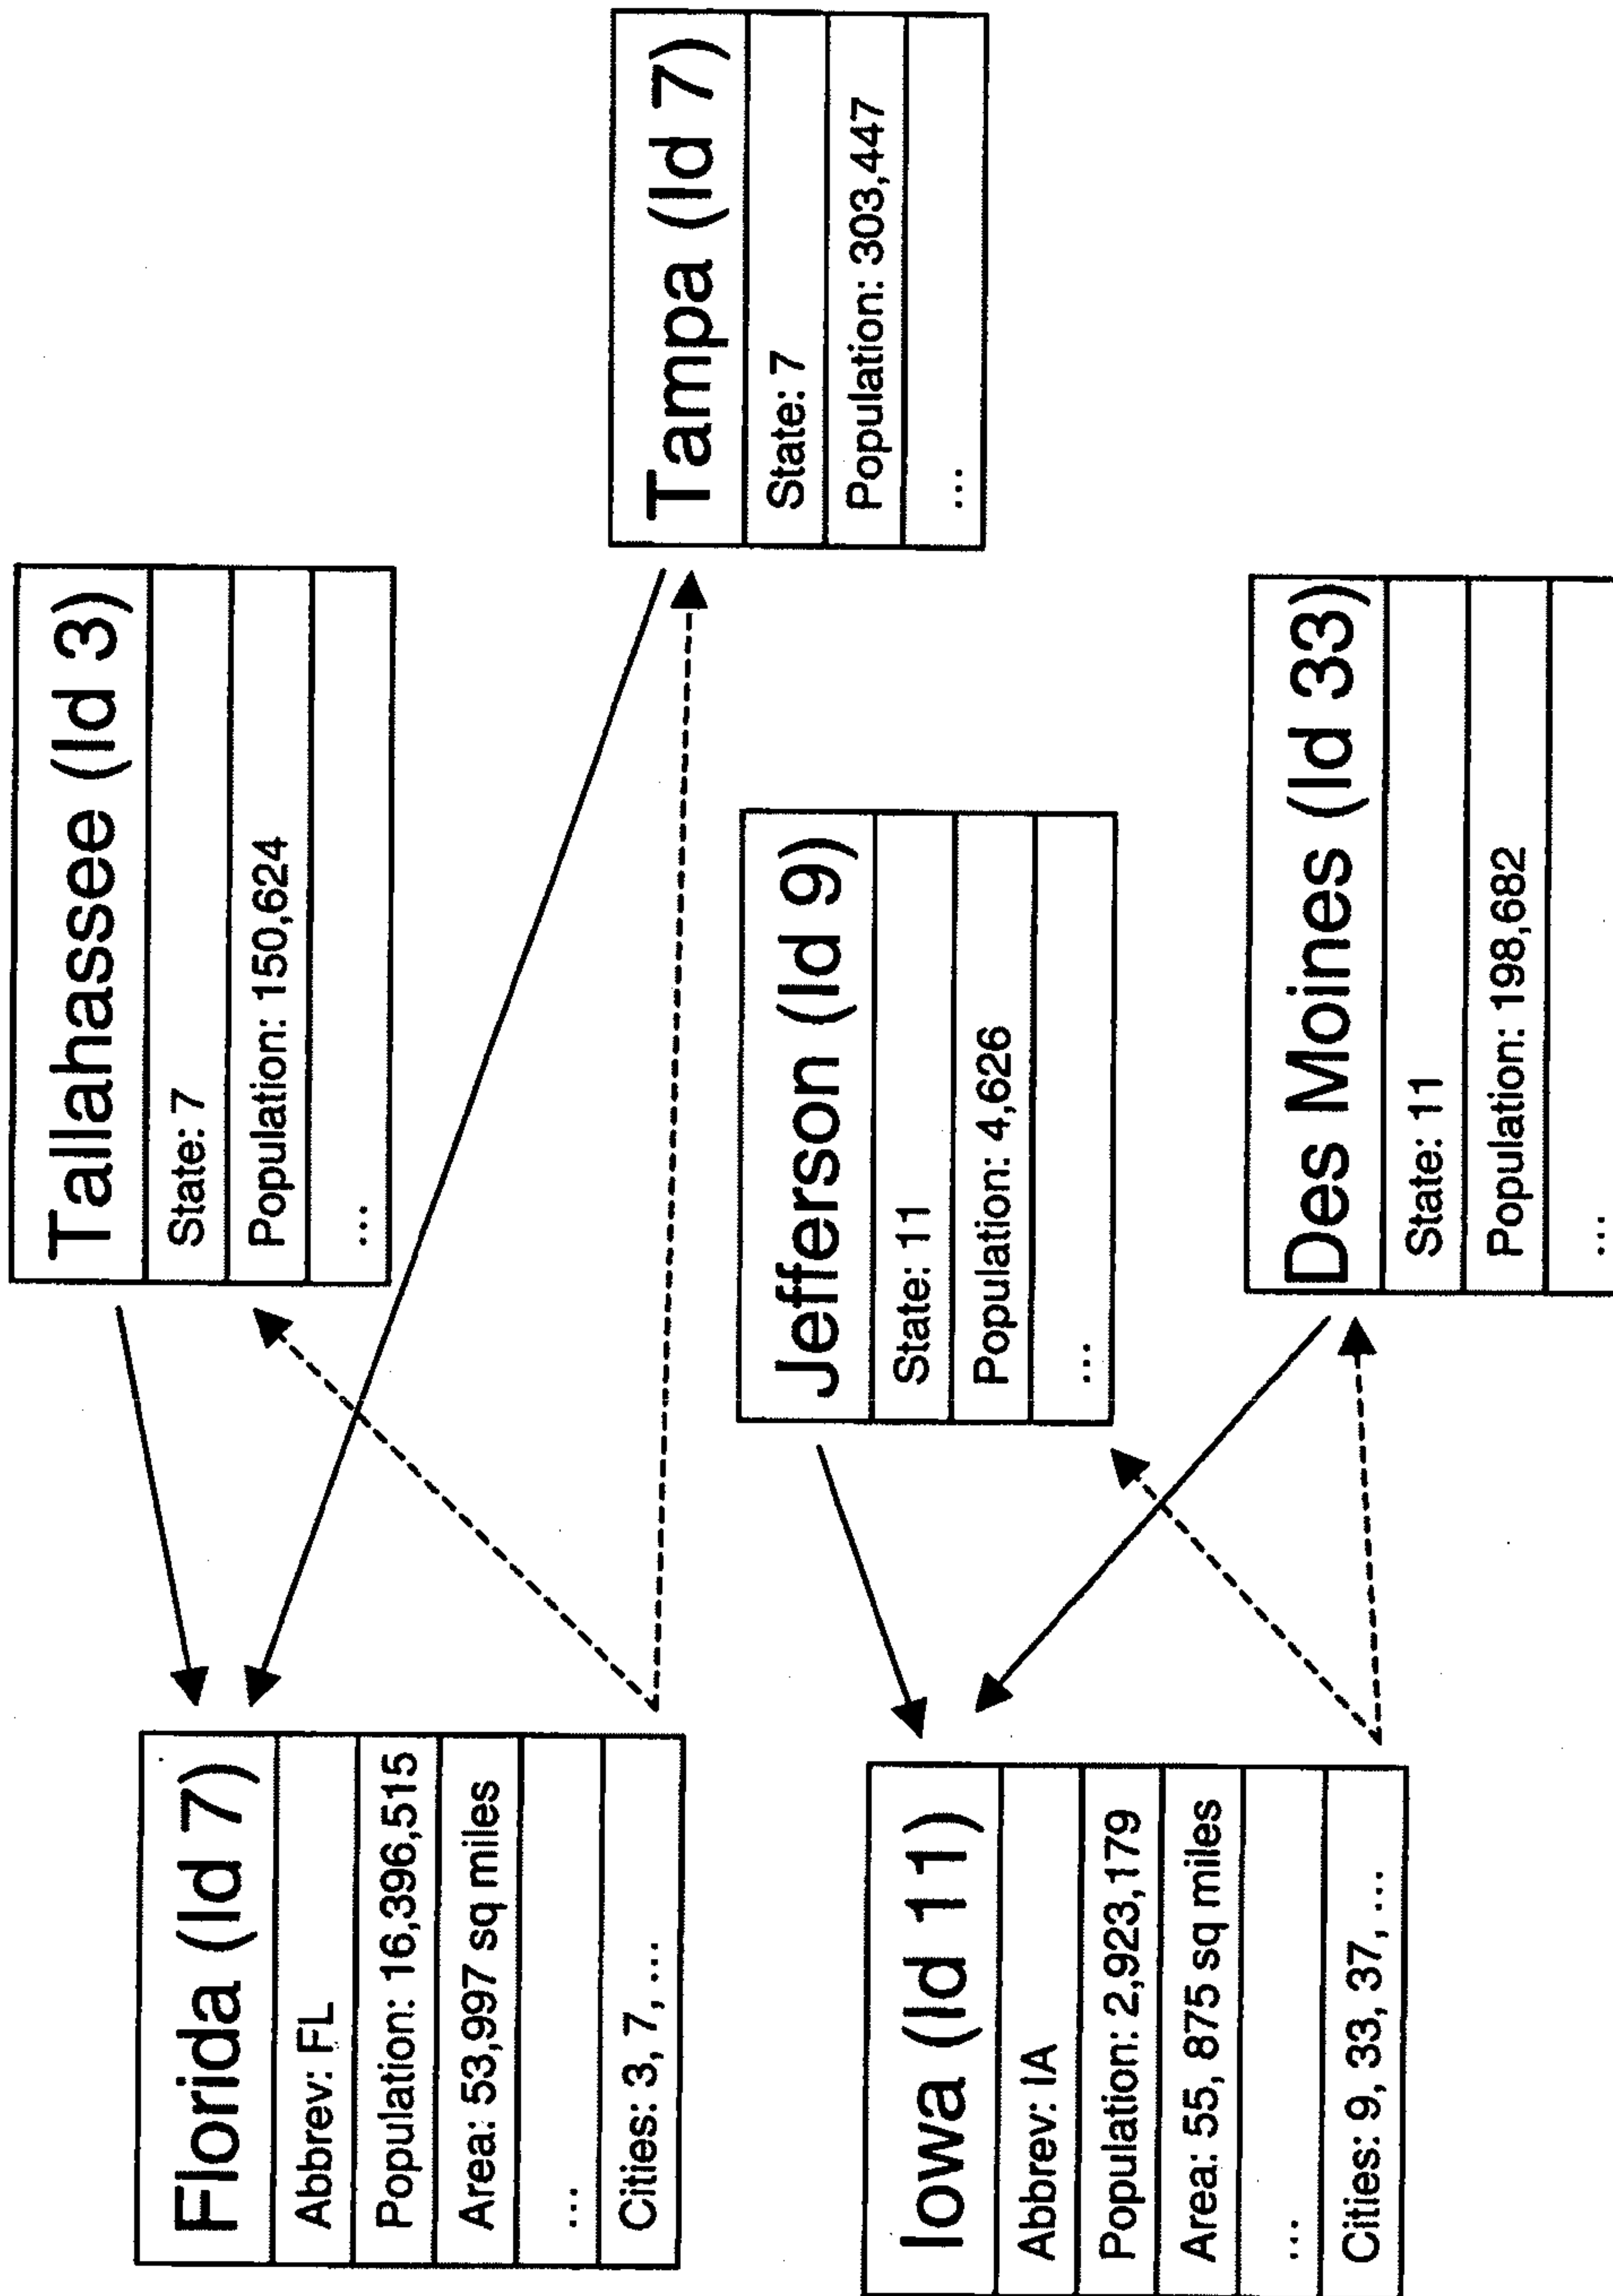 Florida (Id 7)
Abbrev: FL
Population: 16,396,515
Area: 53,997 sq miles
...
Cities: 3, 7, ...
Tallahassee (Id 3)
State: 7
Population: 150,624
...
Tampa (Id 7)
State: 7
Population: 303,447
...
Iowa (Id 11)
Abbrev: IA
Population: 2,923,179
Area: 55, 875 sq miles
...
Cities: 9, 33, 37, ...
Jefferson (Id 9)
State: 11
Population: 4,626
...
Des Moines (Id 33)
State: 11
Population: 198,682
...